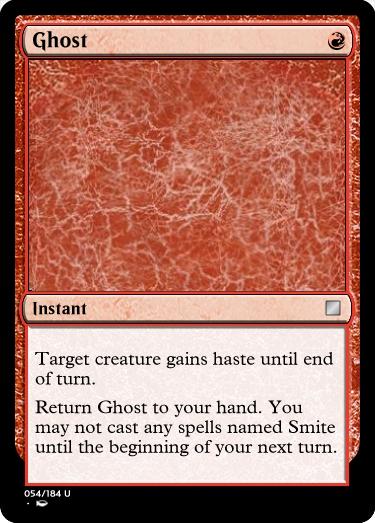 Ghost
Instant
Target creature gains haste until end
of turn.
Return Ghost to your hand. You
may not cast any spells named Smite
until the beginning of your next turn.
054/184 U